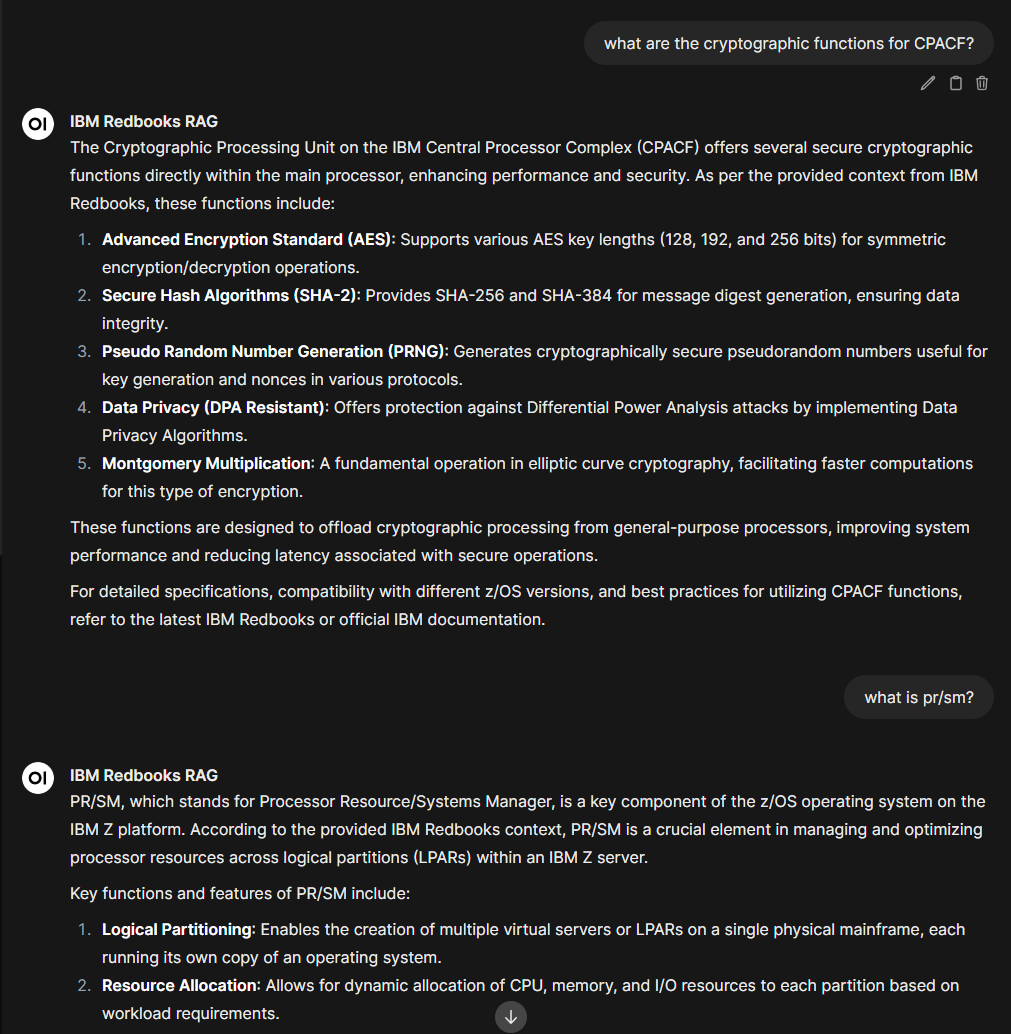 what are the cryptographic functions for CPACF?
OI
IBM Redbooks RAG
The Cryptographic Processing Unit on the IBM Central Processor Complex (CPACF) offers several secure cryptographic
functions directly within the main processor, enhancing performance and security. As per the provided context from IBM
Redbooks, these functions include:
1. Advanced Encryption Standard (AES): Supports various AES key lengths (128, 192, and 256 bits) for symmetric
encryption/decryption operations.
2. Secure Hash Algorithms (SHA-2): Provides SHA-256 and SHA-384 for message digest generation, ensuring data
integrity.
3. Pseudo Random Number Generation (PRNG): Generates cryptographically secure pseudorandom numbers useful for
key generation and nonces in various protocols.
4. Data Privacy (DPA Resistant): Offers protection against Differential Power Analysis attacks by implementing Data
Privacy Algorithms.
5. Montgomery Multiplication: A fundamental operation in elliptic curve cryptography, facilitating faster computations
for this type of encryption.
These functions are designed to offload cryptographic processing from general-purpose processors, improving system
performance and reducing latency associated with secure operations.
For detailed specifications, compatibility with different z/OS versions, and best practices for utilizing CPACF functions,
refer to the latest IBM Redbooks or official IBM documentation.
what is pr/sm?
OI
IBM Redbooks RAG
PR/SM, which stands for Processor Resource/Systems Manager, is a key component of the z/OS operating system on the
IBM Z platform. According to the provided IBM Redbooks context, PR/SM is a crucial element in managing and optimizing
processor resources across logical partitions (LPARs) within an IBM Z server.
Key functions and features of PR/SM include:
1. Logical Partitioning: Enables the creation of multiple virtual servers or LPARs on a single physical mainframe, each
running its own copy of an operating system.
2. Resource Allocation: Allows for dynamic allocation of CPU, memory, and I/O resources to each partition based on
workload requirements.